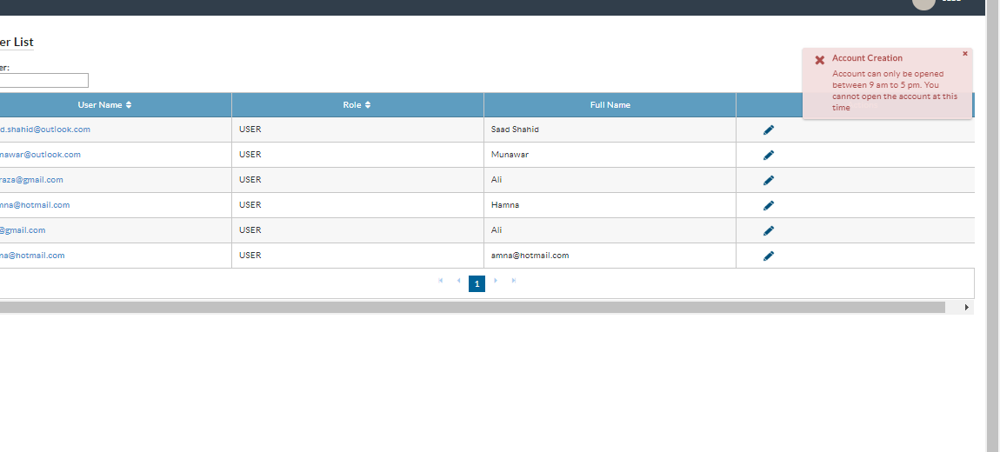 er List
er:
Account Creation
Account can only be opened
between 9 am to 5 pm. You
cannot open the account at this
time
User Name Role Full Name
d.shahid@outlook.com USER Saad Shahid
nawar@outlook.com USER Munawar
raza@gmail.com USER Ali
mna@hotmail.com USER Hamna
@gmail.com USER Ali
na@hotmail.com USER amna@hotmail.com
1